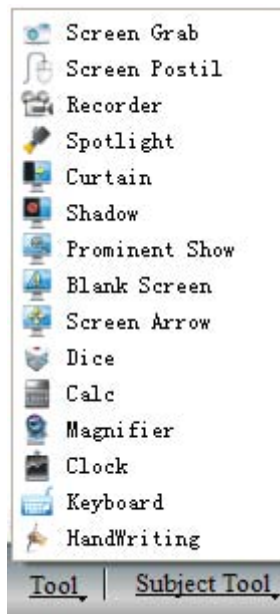 Screen Grab
Screen Postil
Recorder
Spotlight
Curtain
Shadow
Prominent Show
Blank Screen
Screen Arrow
Dice
Calc
Magnifier
Clock
Keyboard
HandWriting
Tool Subject Tool